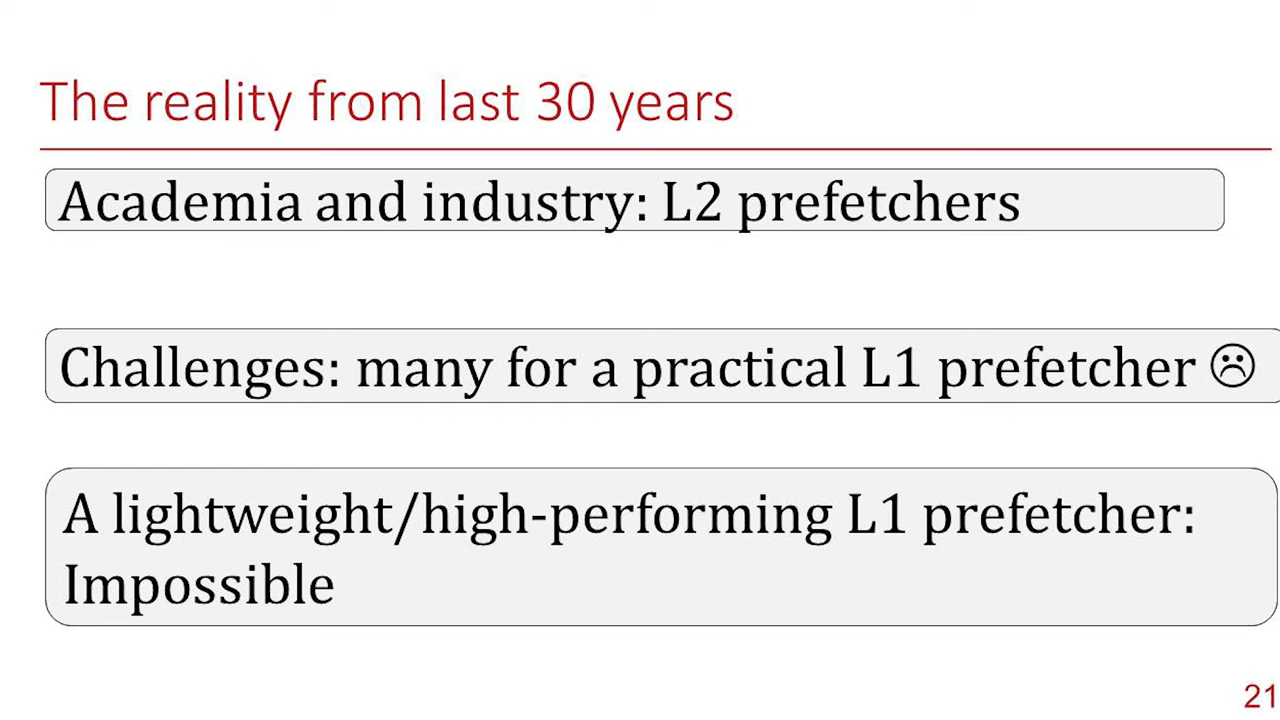 The reality from last 30 years
Academia and industry: L2 prefetchers
Challenges: many for a practical L1 prefetcher ☹
A lightweight/high-performing L1 prefetcher:
Impossible
21